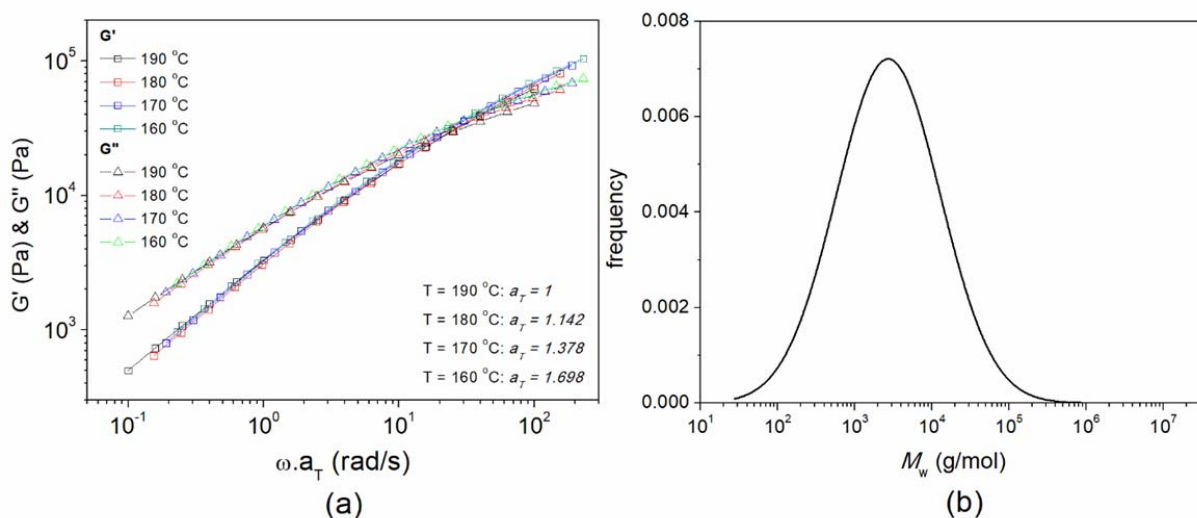 G' (Pa) & G" (Pa)
10^5
10^4
10^3
G'
190 °C
180 °C
170 °C
160 °C
G"
190 °C
180 °C
170 °C
160 °C
T = 190 °C: a_T = 1
T = 180 °C: a_T = 1.142
T = 170 °C: a_T = 1.378
T = 160 °C: a_T = 1.698
10^-1 10^0 10^1 10^2
ω.a_T (rad/s)
(a)
frequency
0.008
0.006
0.004
0.002
0.000
10^1 10^2 10^3 10^4 10^5 10^6 10^7
M_w (g/mol)
(b)